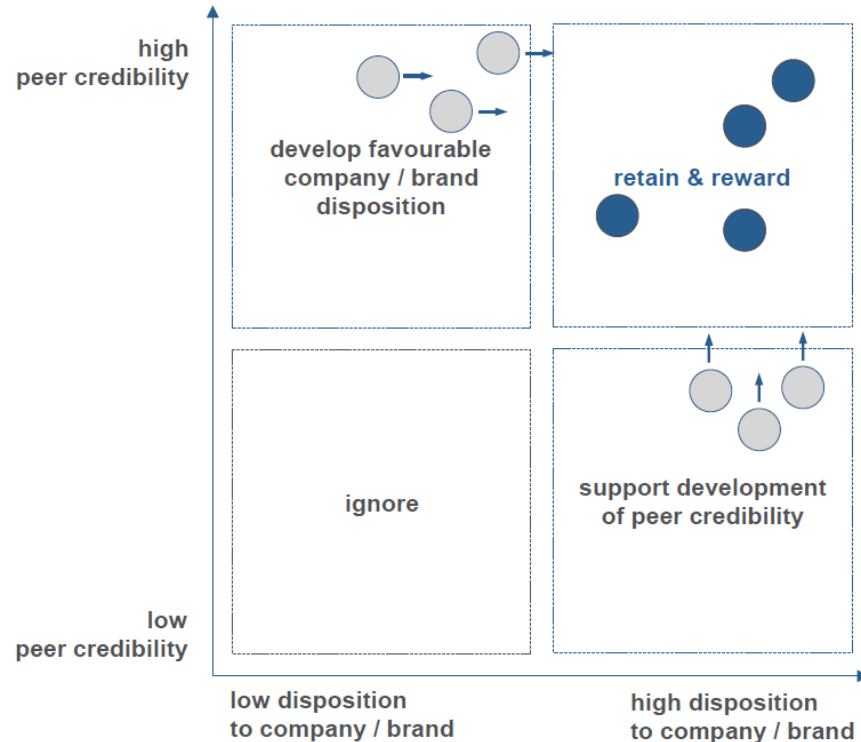 high
peer credibility
develop favourable
company / brand
disposition
retain & reward
ignore
support development
of peer credibility
low
peer credibility
low disposition
to company / brand
high disposition
to company / brand